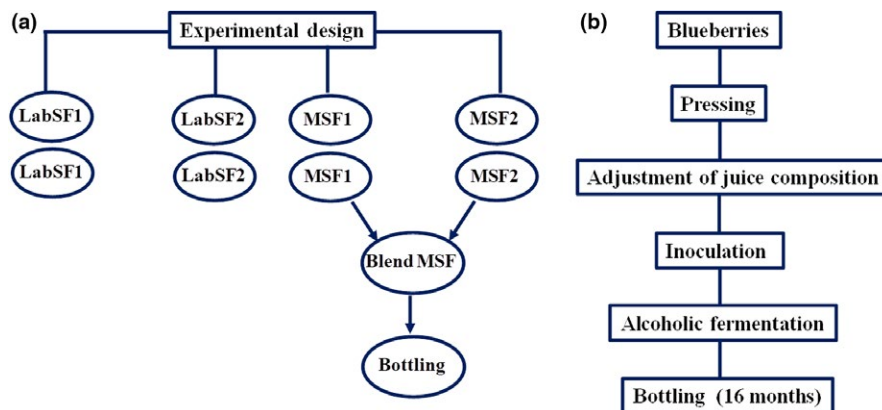 (a)
Experimental design
LabSF1
LabSF2
MSF1
MSF2
LabSF1
LabSF2
MSF1
MSF2
Blend MSF
Bottling
(b)
Blueberries
Pressing
Adjustment of juice composition
Inoculation
Alcoholic fermentation
Bottling (16 months)